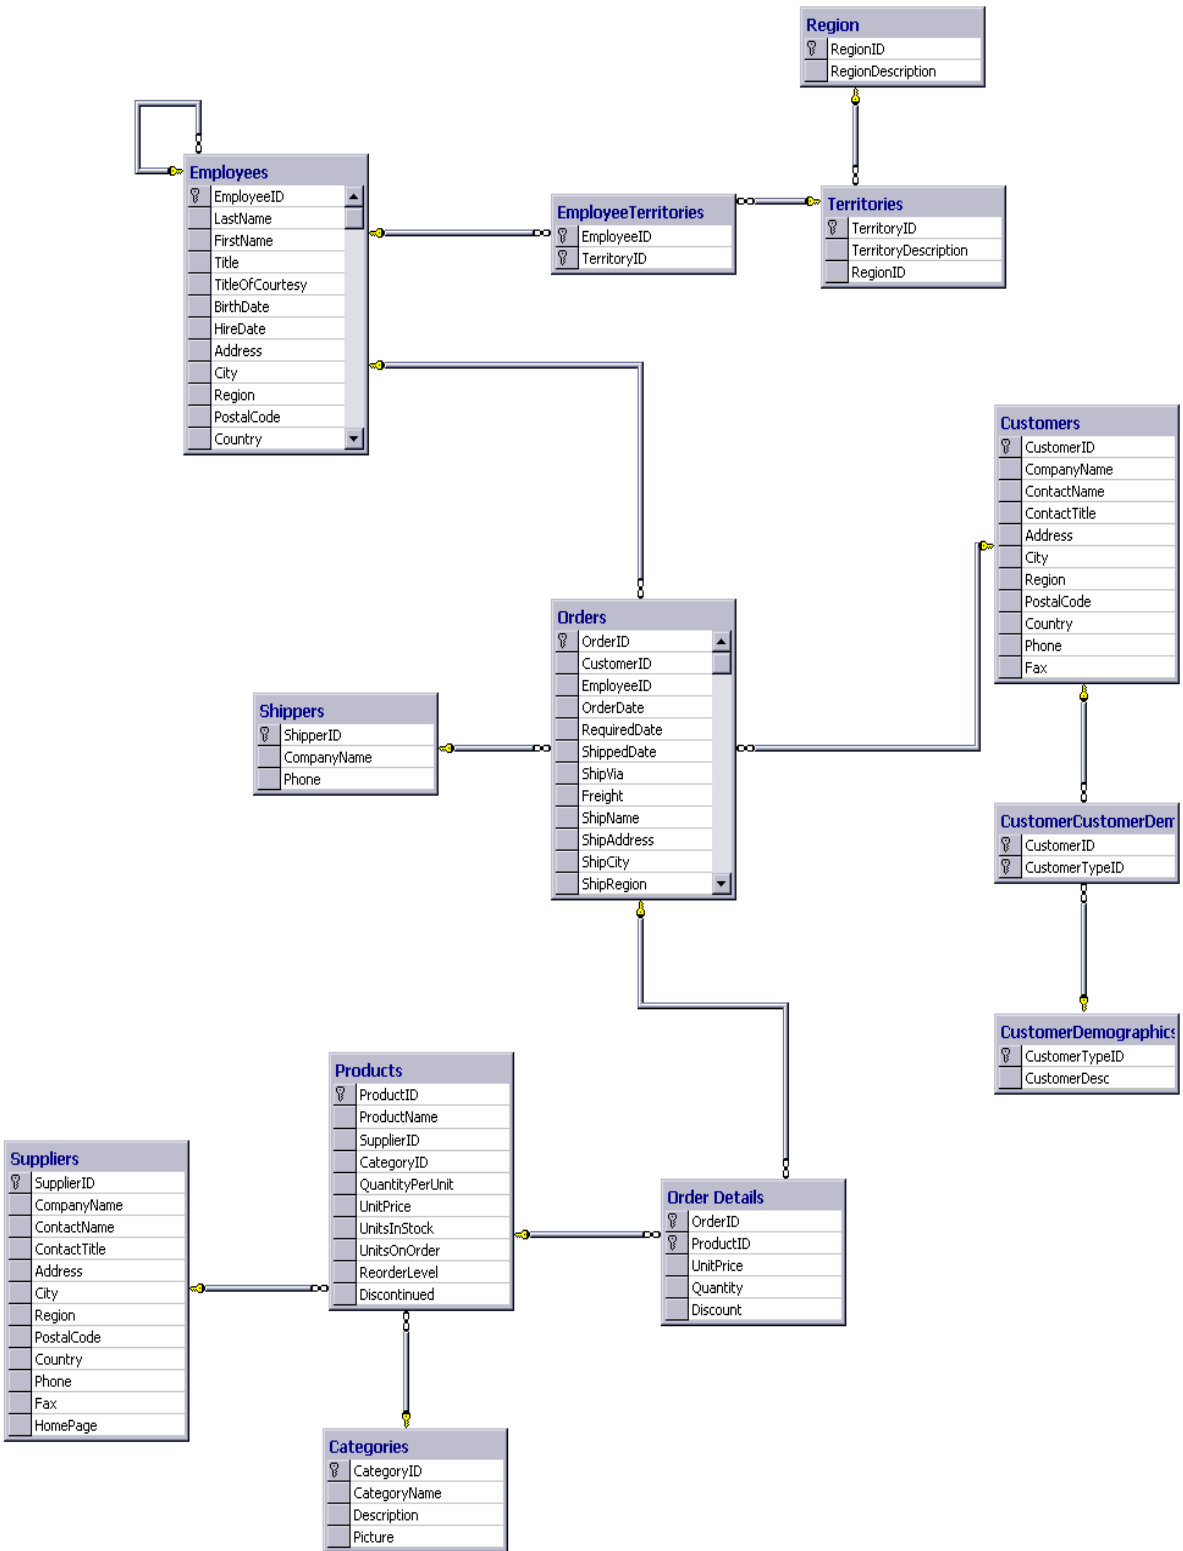 Region
RegionID
RegionDescription
Employees
EmployeeID
LastName
FirstName
Title
TitleOfCourtesy
BirthDate
HireDate
Address
City
Region
PostalCode
Country
EmployeeTerritories
EmployeeID
TerritoryID
Territories
TerritoryID
TerritoryDescription
RegionID
Customers
CustomerID
CompanyName
ContactName
ContactTitle
Address
City
Region
PostalCode
Country
Phone
Fax
Orders
OrderID
CustomerID
EmployeeID
OrderDate
RequiredDate
ShippedDate
ShipVia
Freight
ShipName
ShipAddress
ShipCity
ShipRegion
Shippers
ShipperID
CompanyName
Phone
CustomerCustomerDem
CustomerID
CustomerTypeID
CustomerDemographics
CustomerTypeID
CustomerDesc
Products
ProductID
ProductName
SupplierID
CategoryID
QuantityPerUnit
UnitPrice
UnitsInStock
UnitsOnOrder
ReorderLevel
Discontinued
Suppliers
SupplierID
CompanyName
ContactName
ContactTitle
Address
City
Region
PostalCode
Country
Phone
Fax
HomePage
Order Details
OrderID
ProductID
UnitPrice
Quantity
Discount
Categories
CategoryID
CategoryName
Description
Picture